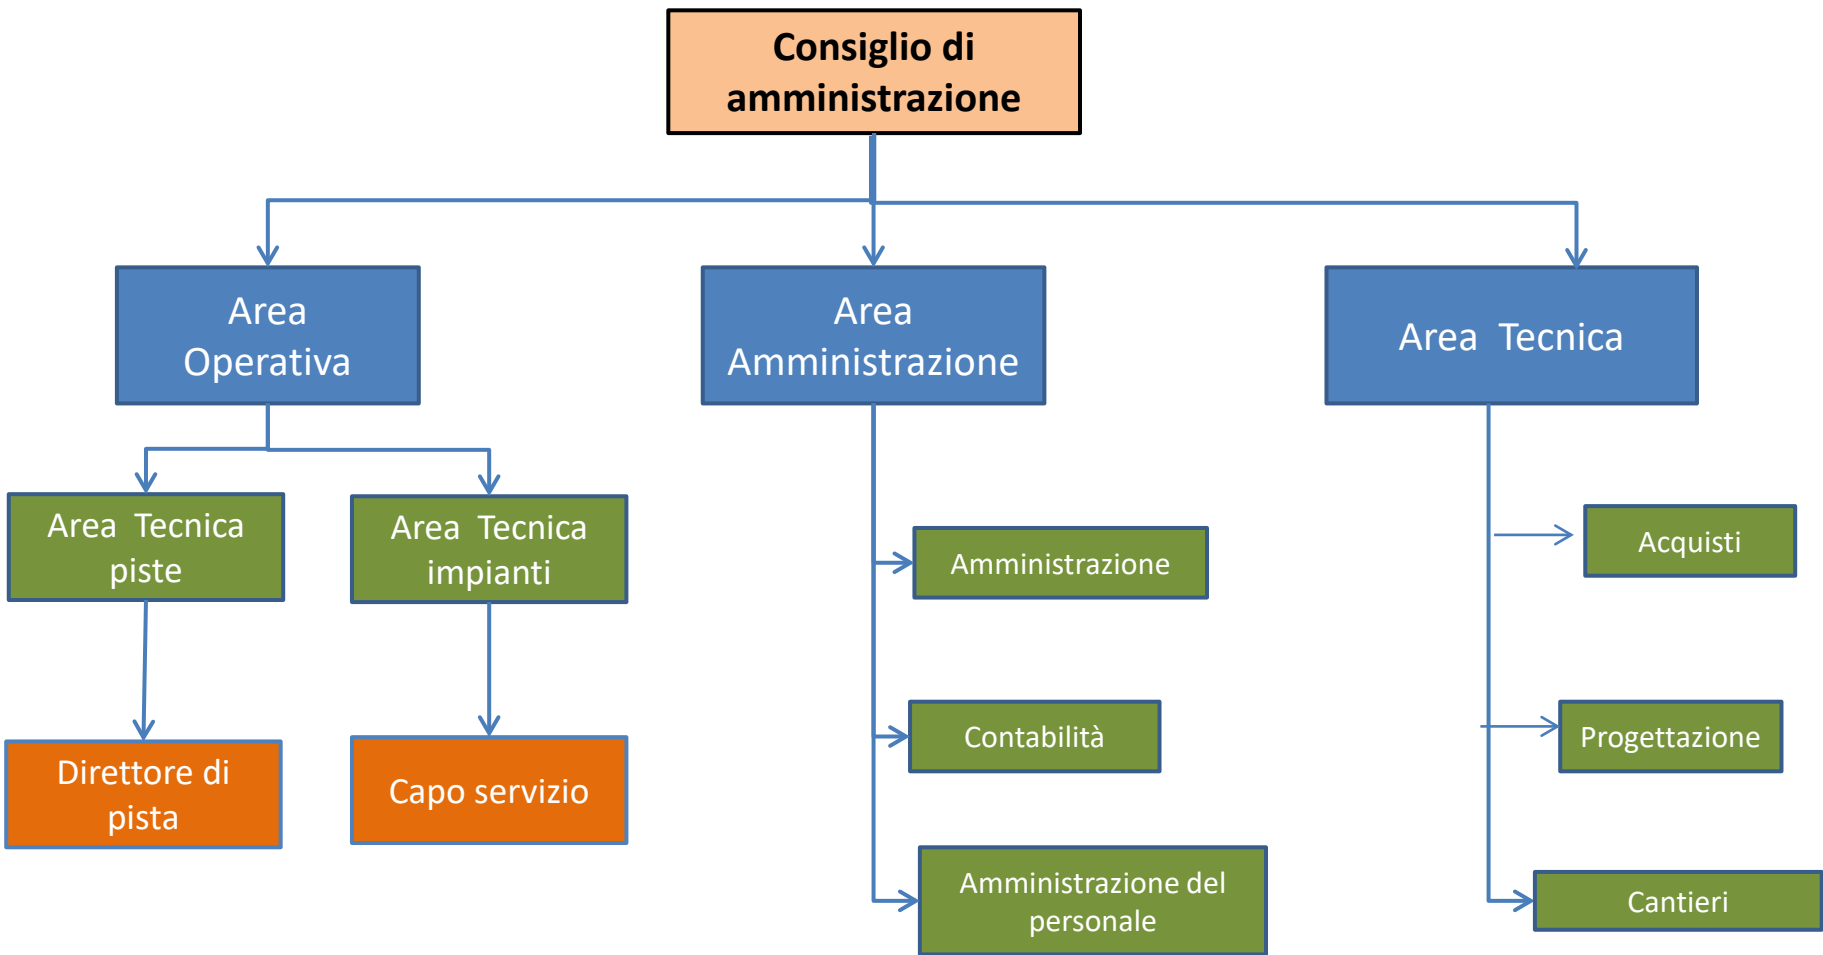 Consiglio di
amministrazione
Area
Operativa
Area
Amministrazione
Area Tecnica
Area Tecnica
piste
Area Tecnica
impianti
Amministrazione
Acquisti
Direttore di
pista
Capo servizio
Contabilità
Progettazione
Amministrazione del
personale
Cantieri